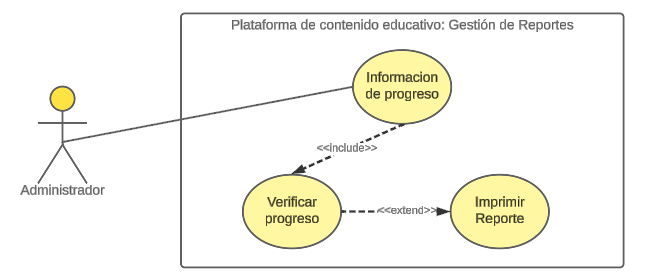 Plataforma de contenido educativo: Gestión de Reportes
Informacion
de progreso
<<include>>
Administrador
Verificar
progreso
<<extend>>
Imprimir
Reporte